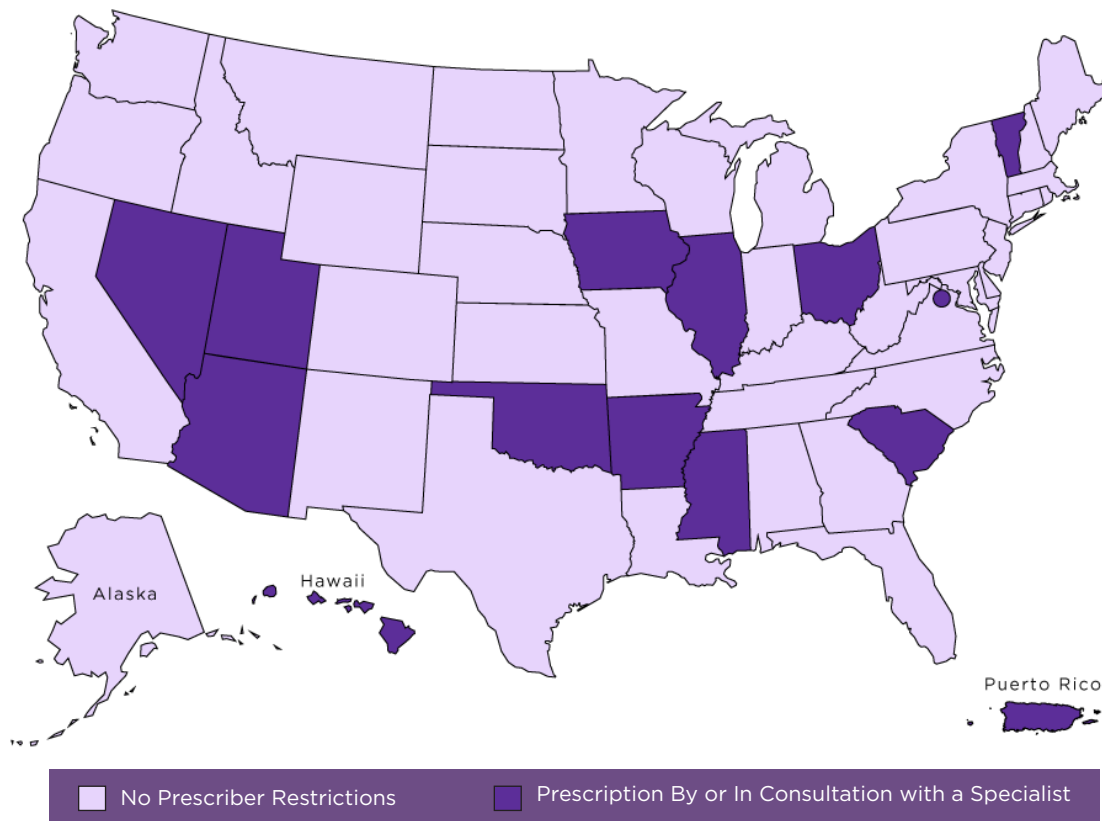 Hawaii
Alaska
Puerto Rico
No Prescriber Restrictions
Prescription By or In Consultation with a Specialist